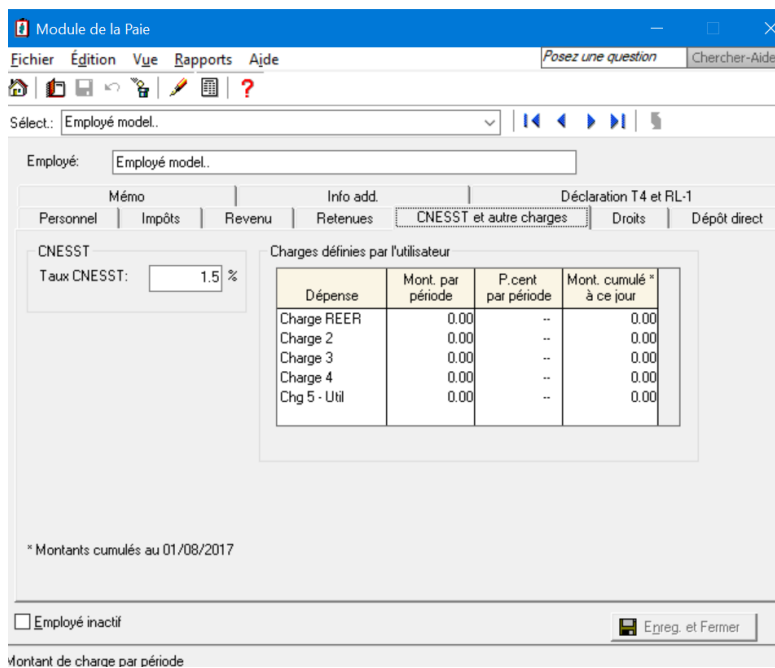 Module de la Paie
Fichier Édition Vue Rapports Aide Posez une question Chercher-Aide
Sélect.: Employé model..
Employé: Employé model..
Mémo Info add. Déclaration T4 et RL-1
Personnel Impôts Revenu Retenues CNESST et autre charges Droits Dépôt direct
CNESST Charges définies par l'utilisateur
Taux CNESST: 1.5 %
Dépense Mont. par période P.cent par période Mont. cumulé * à ce jour
Charge REER 0.00 -- 0.00
Charge 2 0.00 -- 0.00
Charge 3 0.00 -- 0.00
Charge 4 0.00 -- 0.00
Chg 5 - Util 0.00 -- 0.00
* Montants cumulés au 01/08/2017
Employé inactif Enreg. et Fermer
Montant de charge par période